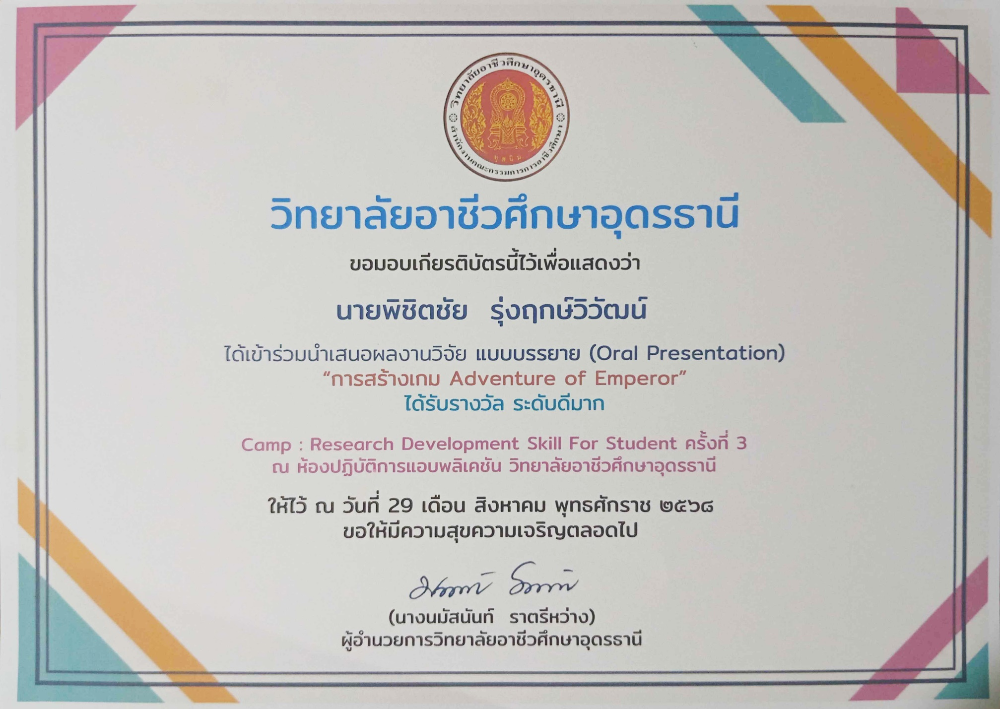 วิทยาลัยอาชีวศึกษาอุดรธานี
สำนักงานคณะกรรมการการอาชีวศึกษา
วิทยาลัยอาชีวศึกษาอุดรธานี
ขอมอบเกียรติบัตรนี้ไว้เพื่อแสดงว่า
นายพิชิตชัย รุ่งฤกษ์วิวัฒน์
ได้เข้าร่วมนำเสนอผลงานวิจัย แบบบรรยาย (Oral Presentation)
“การสร้างเกม Adventure of Emperor”
ได้รับรางวัล ระดับดีมาก
Camp : Research Development Skill For Student ครั้งที่ 3
ณ ห้องปฏิบัติการแอบพลิเคชัน วิทยาลัยอาชีวศึกษาอุดรธานี
ให้ไว้ ณ วันที่ 29 เดือน สิงหาคม พุทธศักราช ๒๕๖๘
ขอให้มีความสุขความเจริญตลอดไป
(นางนมัสนันท์ ราตรีหว่าง)
ผู้อำนวยการวิทยาลัยอาชีวศึกษาอุดรธานี